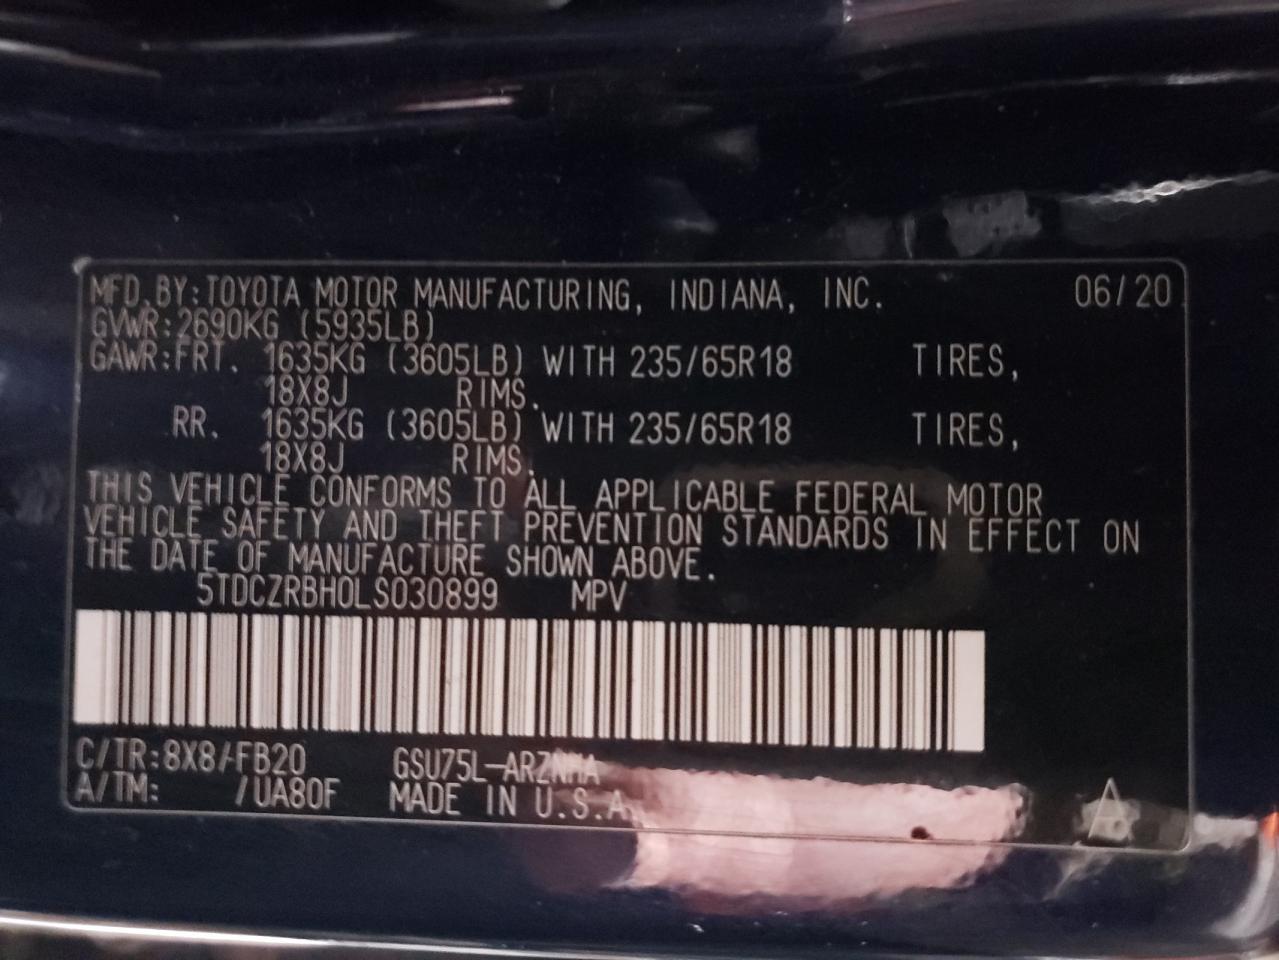 MFD.BY:TOYOTA MOTOR MANUFACTURING, INDIANA, INC. 06/20
GVWR:2690KG (5935LB)
GAWR:FRT. 1635KG (3605LB) WITH 235/65R18 TIRES,
18X8J RIMS.
RR. 1635KG (3605LB) WITH 235/65R18 TIRES,
18X8J RIMS.
THIS VEHICLE CONFORMS TO ALL APPLICABLE FEDERAL MOTOR
VEHICLE SAFETY AND THEFT PREVENTION STANDARDS IN EFFECT ON
THE DATE OF MANUFACTURE SHOWN ABOVE.
5TDCZRBH0LS030899 MPV
C/TR:8X8/FB20 GSU75L-ARZNHA
A/TM: /UA80F MADE IN U.S.A.
A